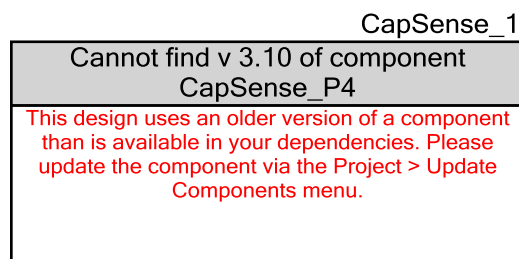 CapSense_1
Cannot find v 3.10 of component
CapSense_P4
This design uses an older version of a component
than is available in your dependencies. Please
update the component via the Project > Update
Components menu.